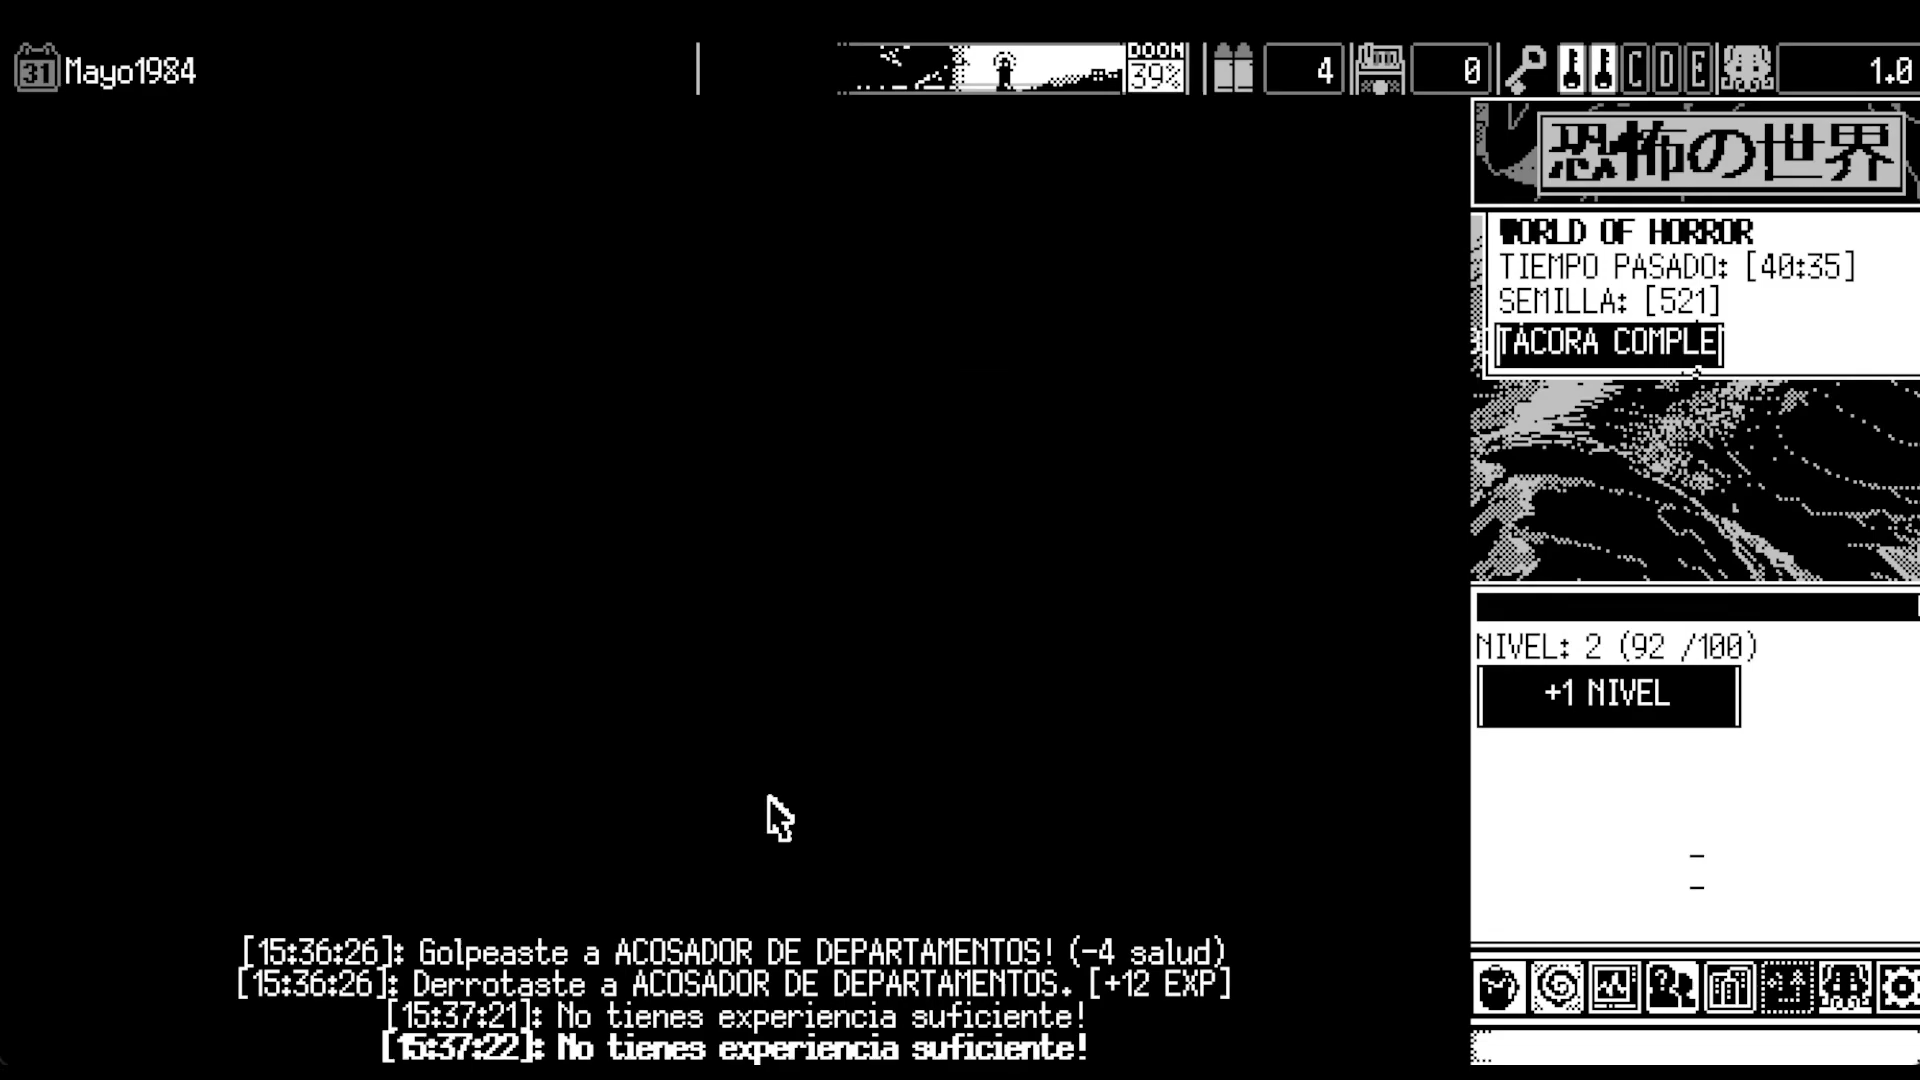 31 Mayo1984
DOOM
39%
4
0
C D E
1.0
恐怖の世界
WORLD OF HORROR
TIEMPO PASADO: [40:35]
SEMILLA: [521]
TÁCORA COMPLE
NIVEL: 2 (92 /100)
+1 NIVEL
[15:36:26]: Golpeaste a ACOSADOR DE DEPARTAMENTOS! (-4 salud)
[15:36:26]: Derrotaste a ACOSADOR DE DEPARTAMENTOS. [+12 EXP]
[15:37:21]: No tienes experiencia suficiente!
[15:37:22]: No tienes experiencia suficiente!